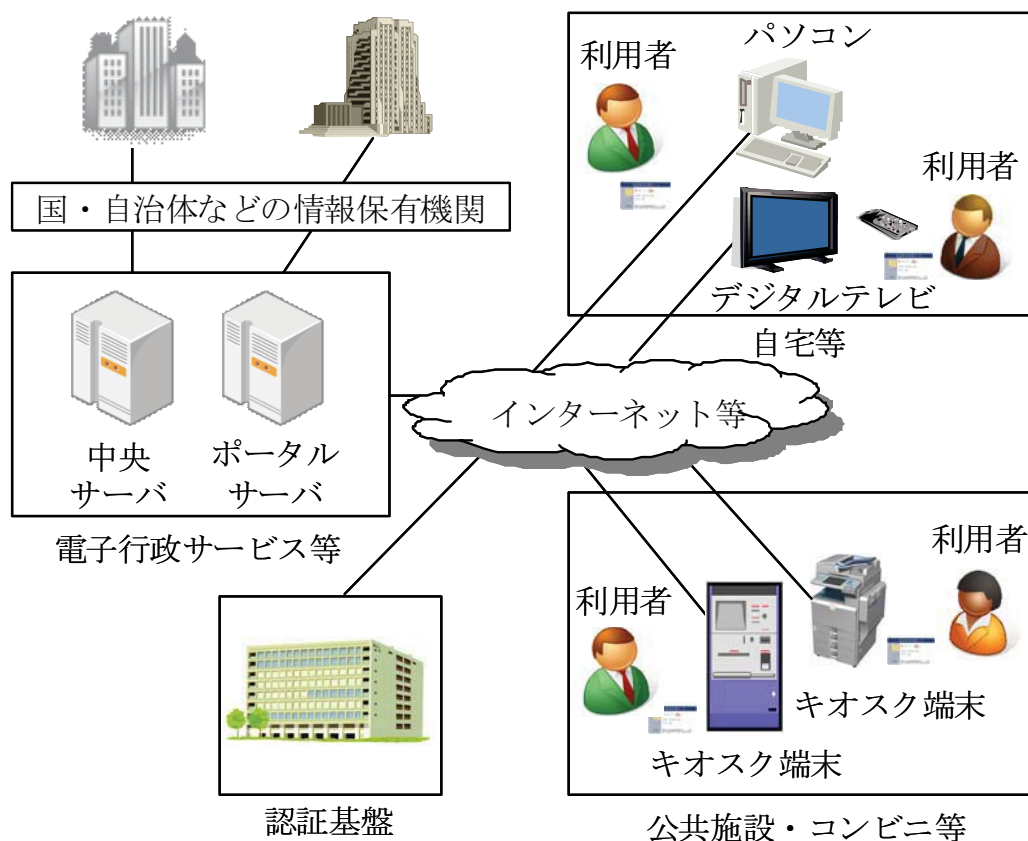 国・自治体などの情報保有機関
中央
サーバ
ポータル
サーバ
電子行政サービス等
認証基盤
インターネット等
利用者
パソコン
利用者
デジタルテレビ
自宅等
利用者
利用者
キオスク端末
キオスク端末
公共施設・コンビニ等